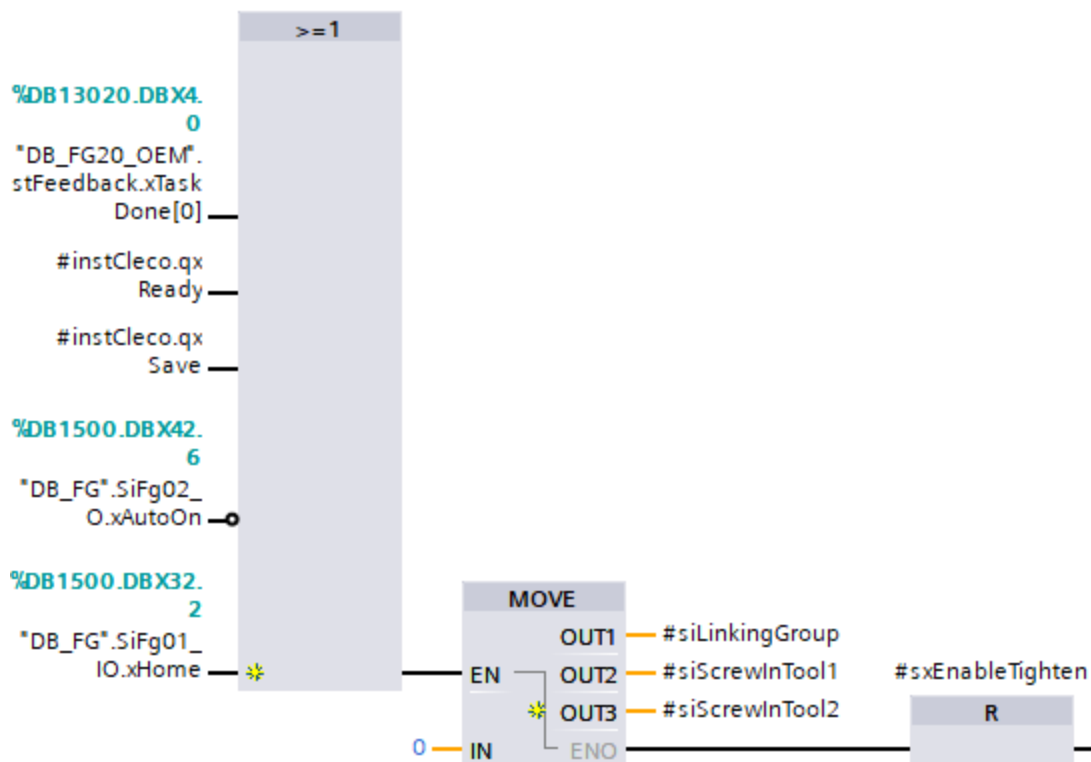 >=1
%DB13020.DBX4.
0
"DB_FG20_OEM".
stFeedback.xTask
Done[0]
#instCleco.qx
Ready
#instCleco.qx
Save
%DB1500.DBX42.
6
"DB_FG".SiFg02_
O.xAutoOn
%DB1500.DBX32.
2
"DB_FG".SiFg01_
IO.xHome
MOVE
OUT1
#siLinkingGroup
EN
OUT2
#siScrewInTool1
OUT3
#siScrewInTool2
0
IN
ENO
#sxEnableTighten
R